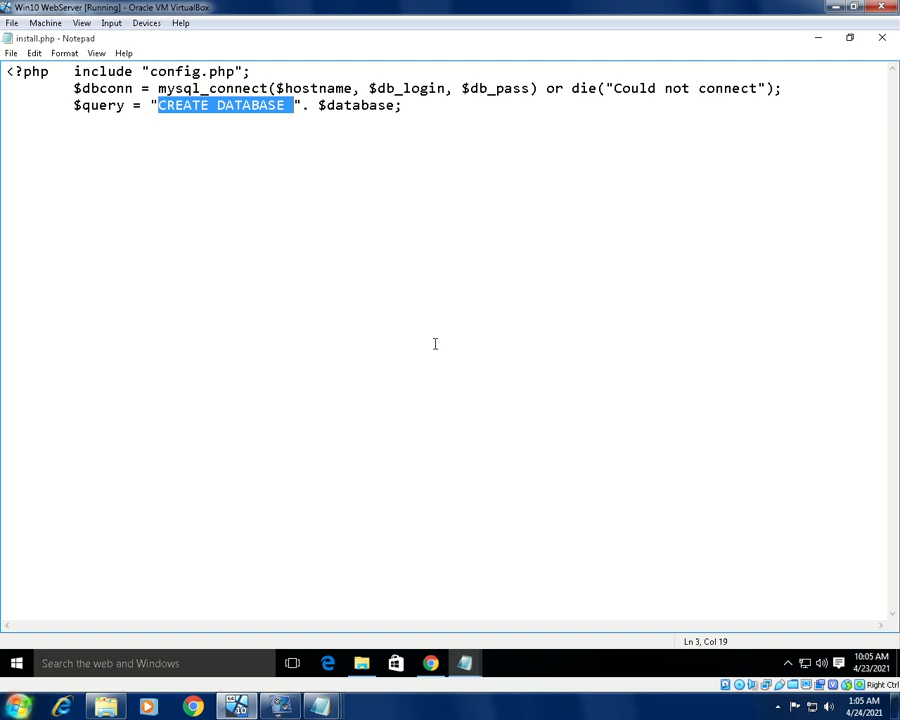 Win10 WebServer [Running] - Oracle VM VirtualBox
File Machine View Input Devices Help
install.php - Notepad
File Edit Format View Help
<?php include "config.php";
$dbconn = mysql_connect($hostname, $db_login, $db_pass) or die("Could not connect");
$query = "CREATE DATABASE ". $database;
Ln 3, Col 19
Search the web and Windows
10:05 AM
4/23/2021
Right Ctrl
1:05 AM
4/24/2021